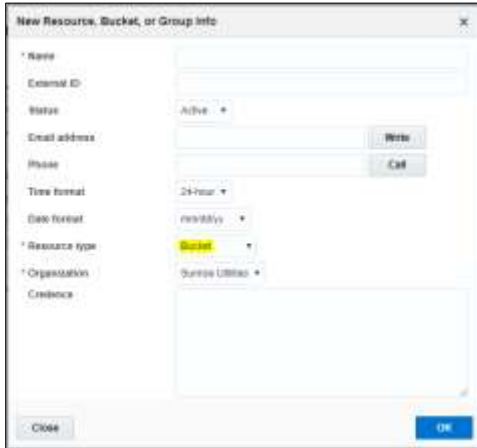 New Resource, Bucket, or Group Info ×
* Name
External ID
Status Active
Email address Write
Phone Call
Time format 24-hour
Date format mm/dd/yy
* Resource type Bucket
* Organization Sunrise Utilities
Credence
Close OK